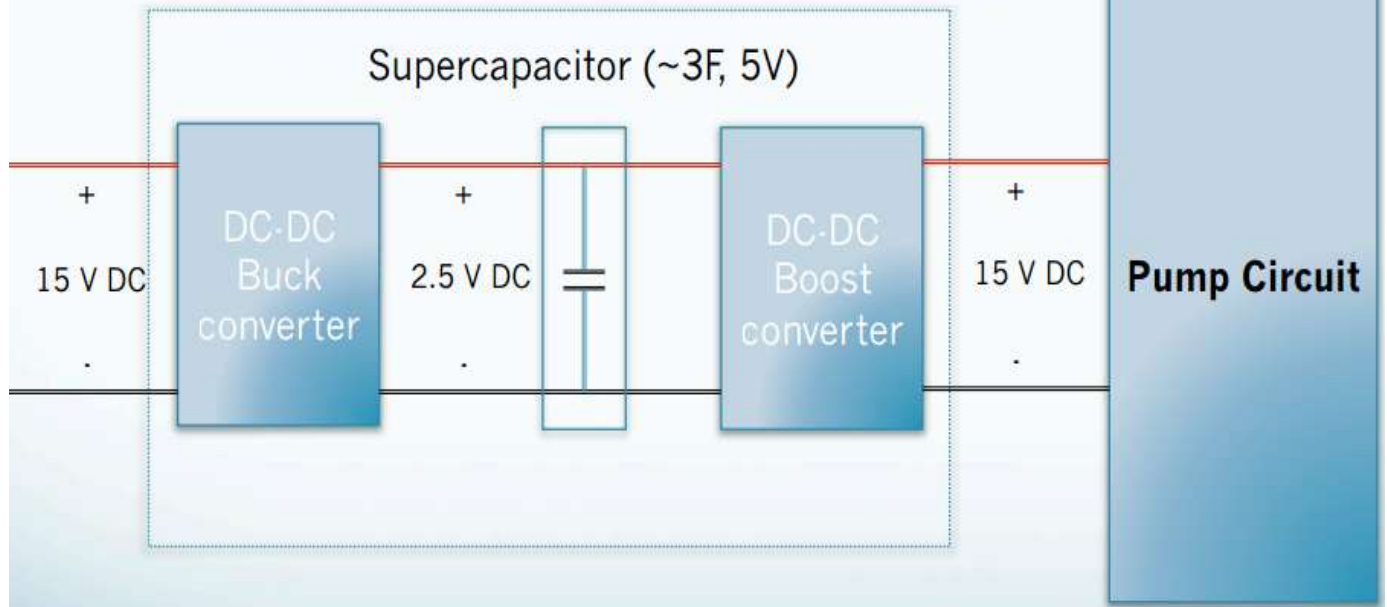 Supercapacitor (~3F, 5V)
+
15 V DC
-
DC-DC
Buck
converter
+
2.5 V DC
-
DC-DC
Boost
converter
+
15 V DC
-
Pump Circuit